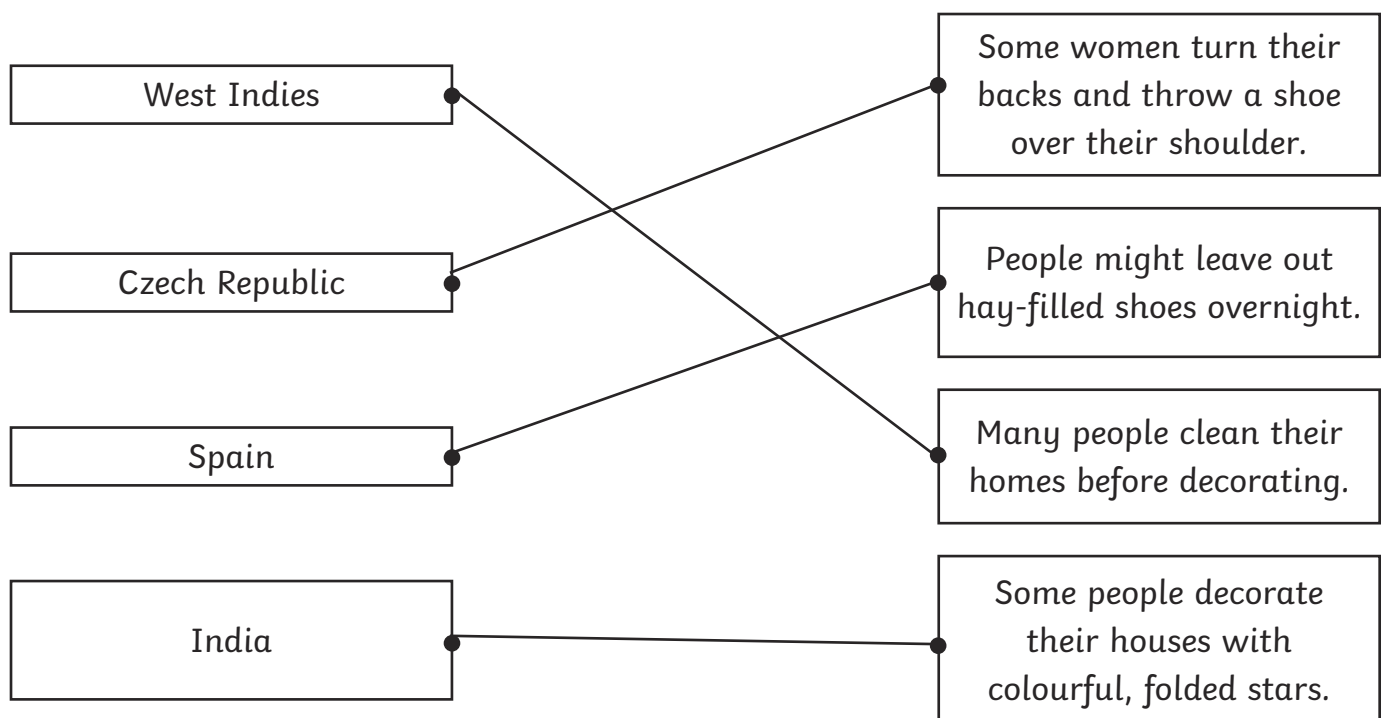 West Indies
Czech Republic
Spain
India
Some women turn their
backs and throw a shoe
over their shoulder.
People might leave out
hay-filled shoes overnight.
Many people clean their
homes before decorating.
Some people decorate
their houses with
colourful, folded stars.